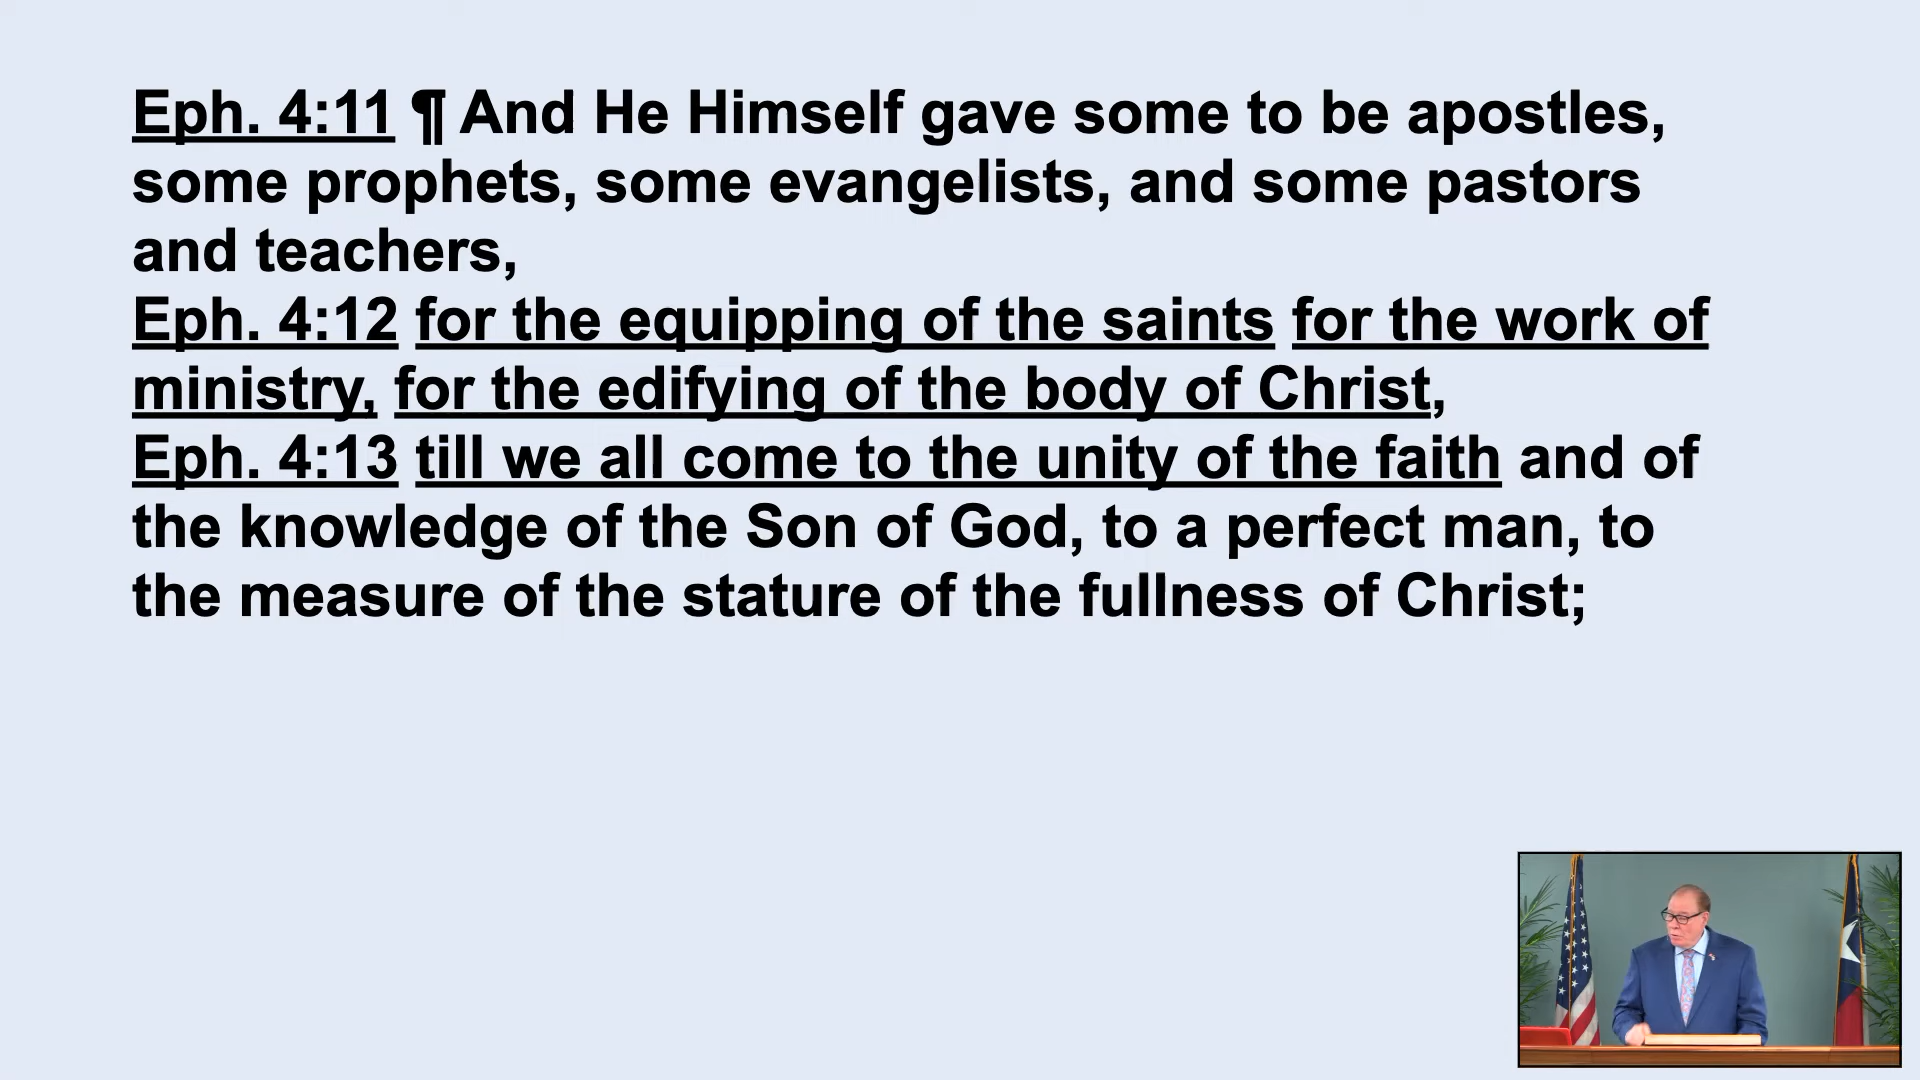 Eph. 4:11 ¶ And He Himself gave some to be apostles,
some prophets, some evangelists, and some pastors
and teachers,
Eph. 4:12 for the equipping of the saints for the work of
ministry, for the edifying of the body of Christ,
Eph. 4:13 till we all come to the unity of the faith and of
the knowledge of the Son of God, to a perfect man, to
the measure of the stature of the fullness of Christ;